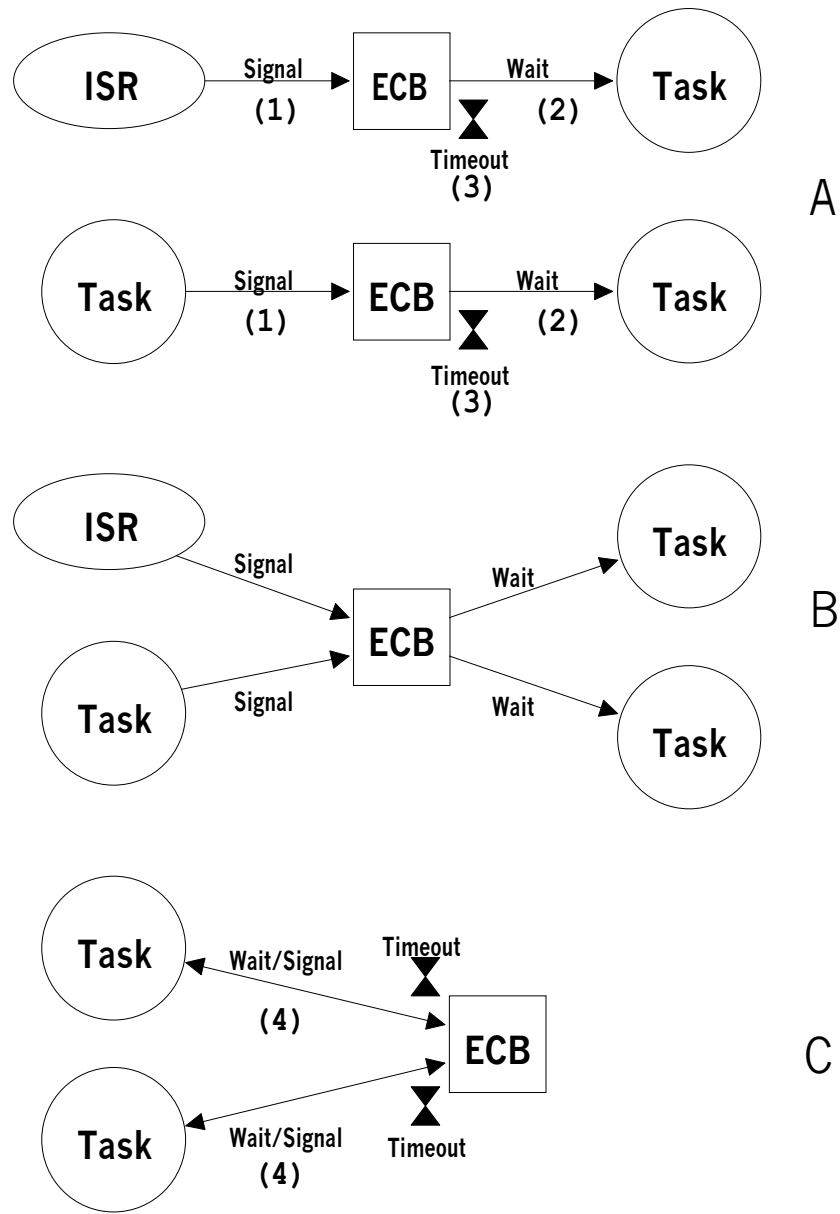 Signal
Wait
ISR
ECB
Task
(1)
(2)
Timeout
(3)
A
Signal
Wait
Task
ECB
Task
(1)
(2)
Timeout
(3)
ISR
Task
Signal
Wait
B
ECB
Task
Signal
Wait
Task
Task
Wait/Signal
Timeout
(4)
ECB
C
Task
Wait/Signal
Timeout
(4)